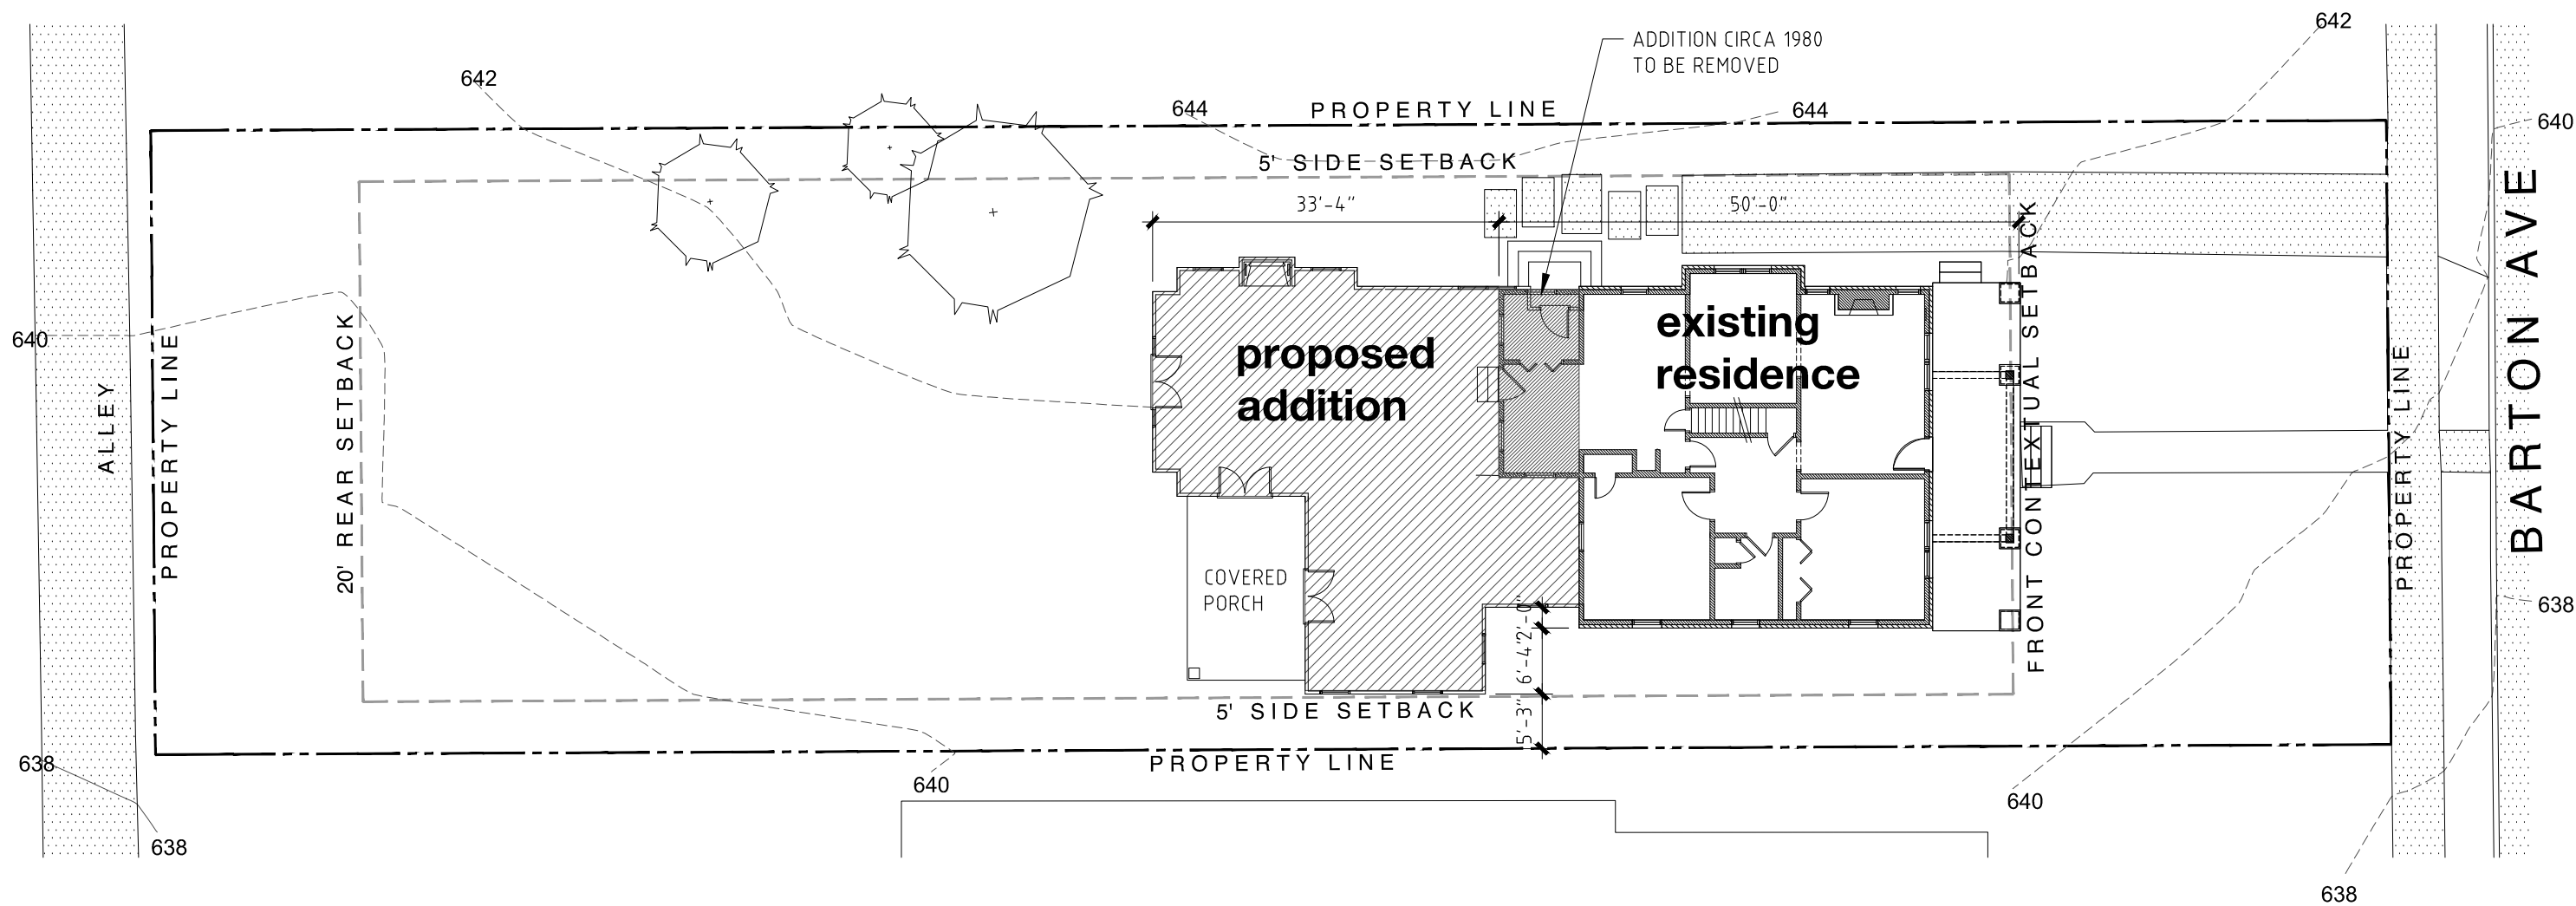 642
ADDITION CIRCA 1980
TO BE REMOVED
642
644
PROPERTY LINE
644
640
5' SIDE SETBACK
33'-4"
50'-0"
640
ALLEY
PROPERTY LINE
20' REAR SETBACK
proposed
addition
existing
residence
FRONT CONTEXTUAL SETBACK
PROPERTY LINE
BARTON AVE
COVERED
PORCH
2'-0"
6'-4"
5'-3"
638
5' SIDE SETBACK
PROPERTY LINE
638
640
640
638
638